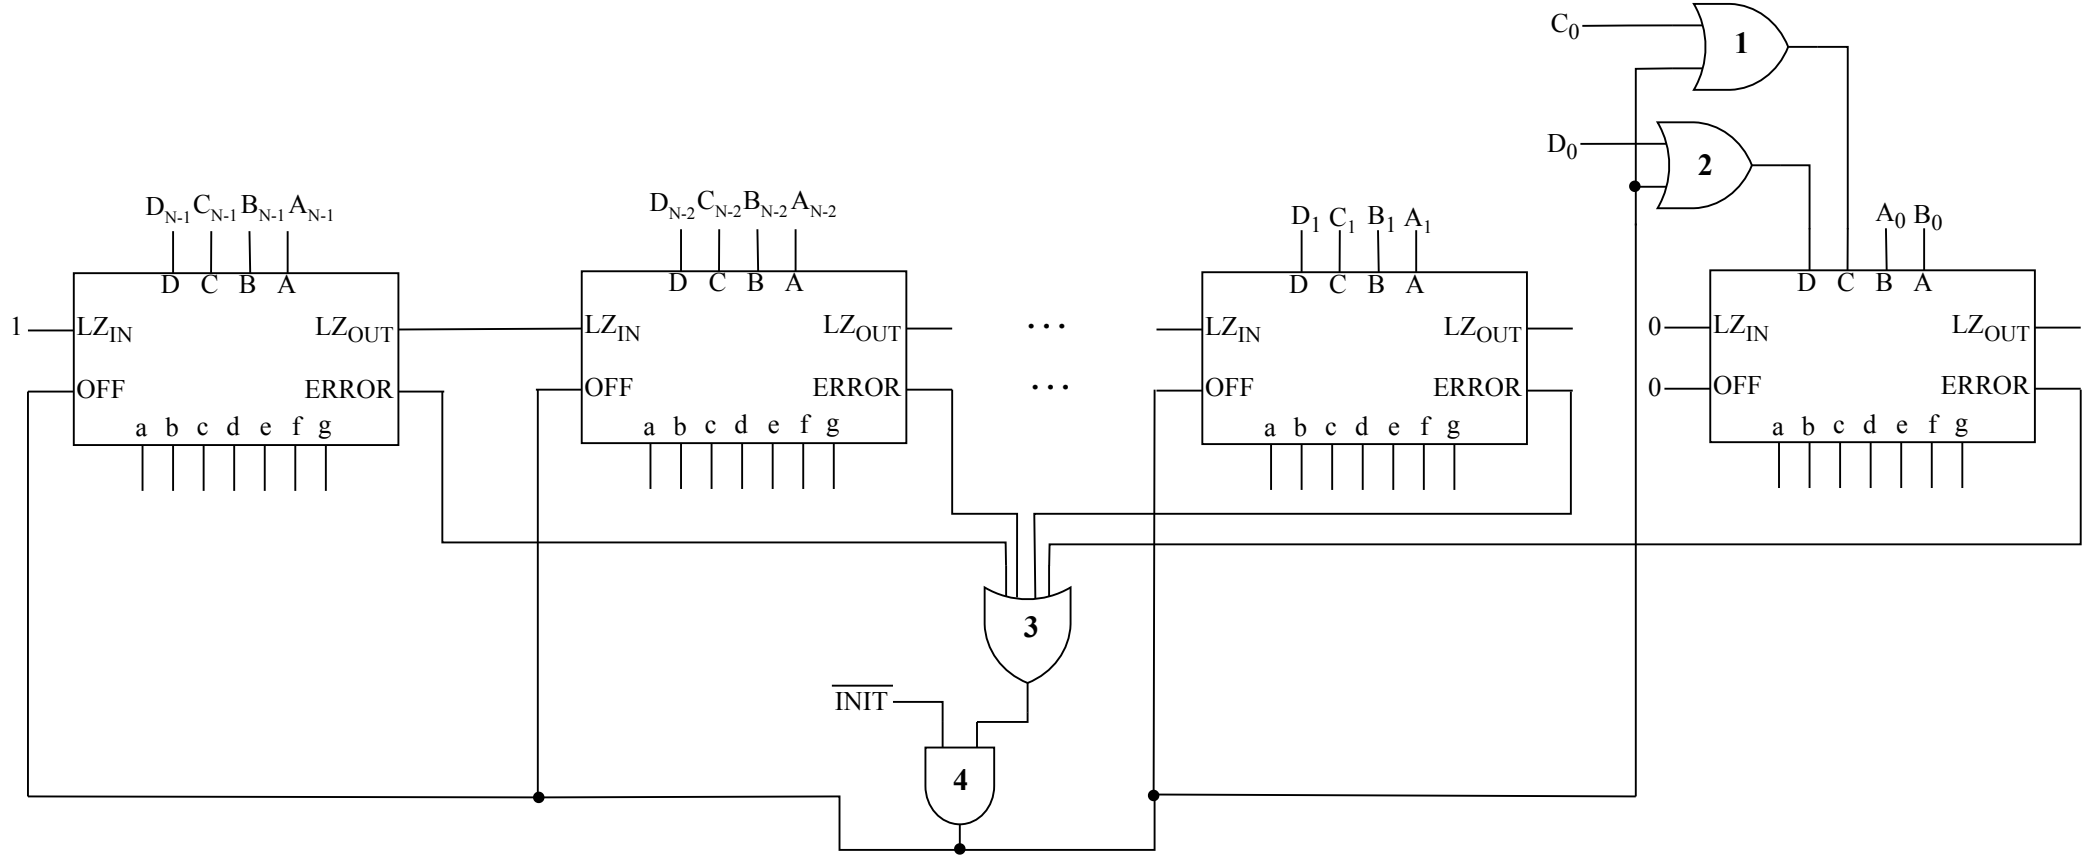 C0
1
D0
2
DN-1 CN-1 BN-1 AN-1
DN-2 CN-2 BN-2 AN-2
D1 C1 B1 A1
A0 B0
D C B A
D C B A
D C B A
D C B A
1 LZIN LZOUT
LZIN LZOUT
...
LZIN LZOUT
0 LZIN LZOUT
OFF ERROR
OFF ERROR
...
OFF ERROR
0 OFF ERROR
a b c d e f g
a b c d e f g
a b c d e f g
a b c d e f g
3
INIT
4